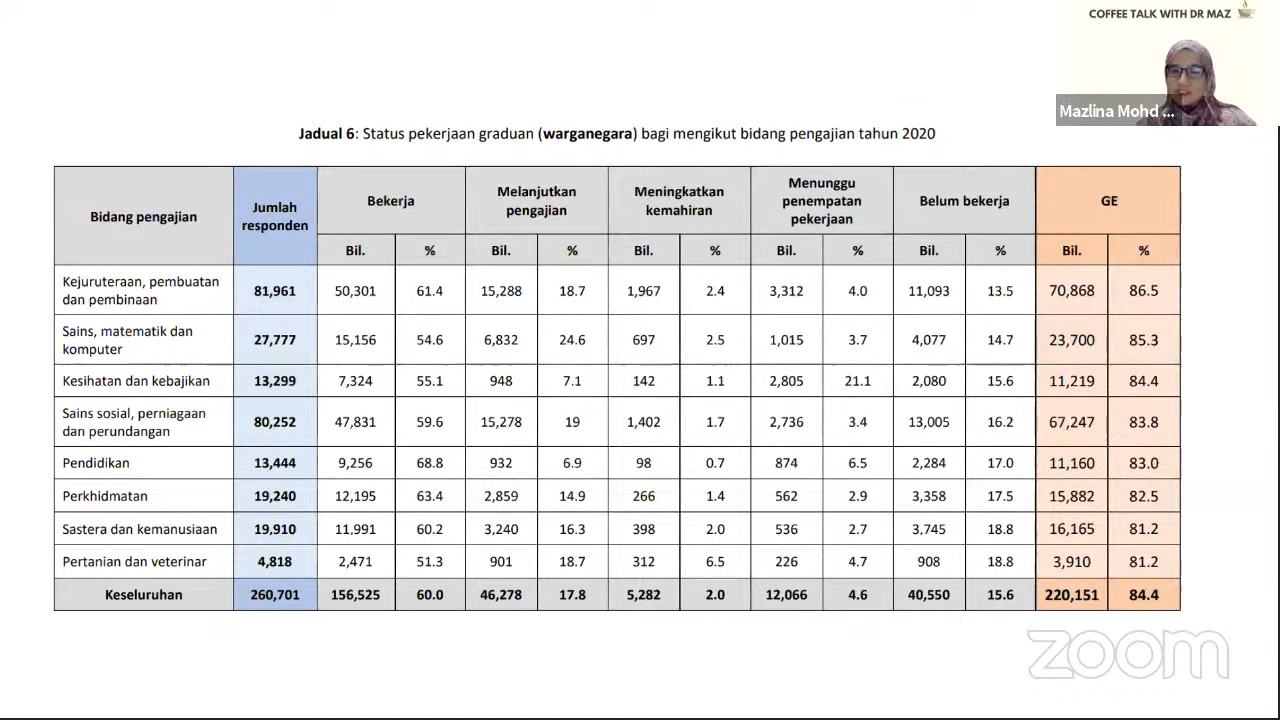 COFFEE TALK WITH DR MAZ
Mazlina Mohd ...
Jadual 6: Status pekerjaan graduan (warganegara) bagi mengikut bidang pengajian tahun 2020
Bidang pengajian
Jumlah
responden
Bekerja
Melanjutkan
pengajian
Meningkatkan
kemahiran
Menunggu
penempatan
pekerjaan
Belum bekerja
GE
Bil. % Bil. % Bil. % Bil. % Bil. % Bil. %
Kejuruteraan, pembuatan
dan pembinaan
81,961 50,301 61.4 15,288 18.7 1,967 2.4 3,312 4.0 11,093 13.5 70,868 86.5
Sains, matematik dan
komputer
27,777 15,156 54.6 6,832 24.6 697 2.5 1,015 3.7 4,077 14.7 23,700 85.3
Kesihatan dan kebajikan 13,299 7,324 55.1 948 7.1 142 1.1 2,805 21.1 2,080 15.6 11,219 84.4
Sains sosial, perniagaan
dan perundangan
80,252 47,831 59.6 15,278 19 1,402 1.7 2,736 3.4 13,005 16.2 67,247 83.8
Pendidikan 13,444 9,256 68.8 932 6.9 98 0.7 874 6.5 2,284 17.0 11,160 83.0
Perkhidmatan 19,240 12,195 63.4 2,859 14.9 266 1.4 562 2.9 3,358 17.5 15,882 82.5
Sastera dan kemanusiaan 19,910 11,991 60.2 3,240 16.3 398 2.0 536 2.7 3,745 18.8 16,165 81.2
Pertanian dan veterinar 4,818 2,471 51.3 901 18.7 312 6.5 226 4.7 908 18.8 3,910 81.2
Keseluruhan 260,701 156,525 60.0 46,278 17.8 5,282 2.0 12,066 4.6 40,550 15.6 220,151 84.4
zoom